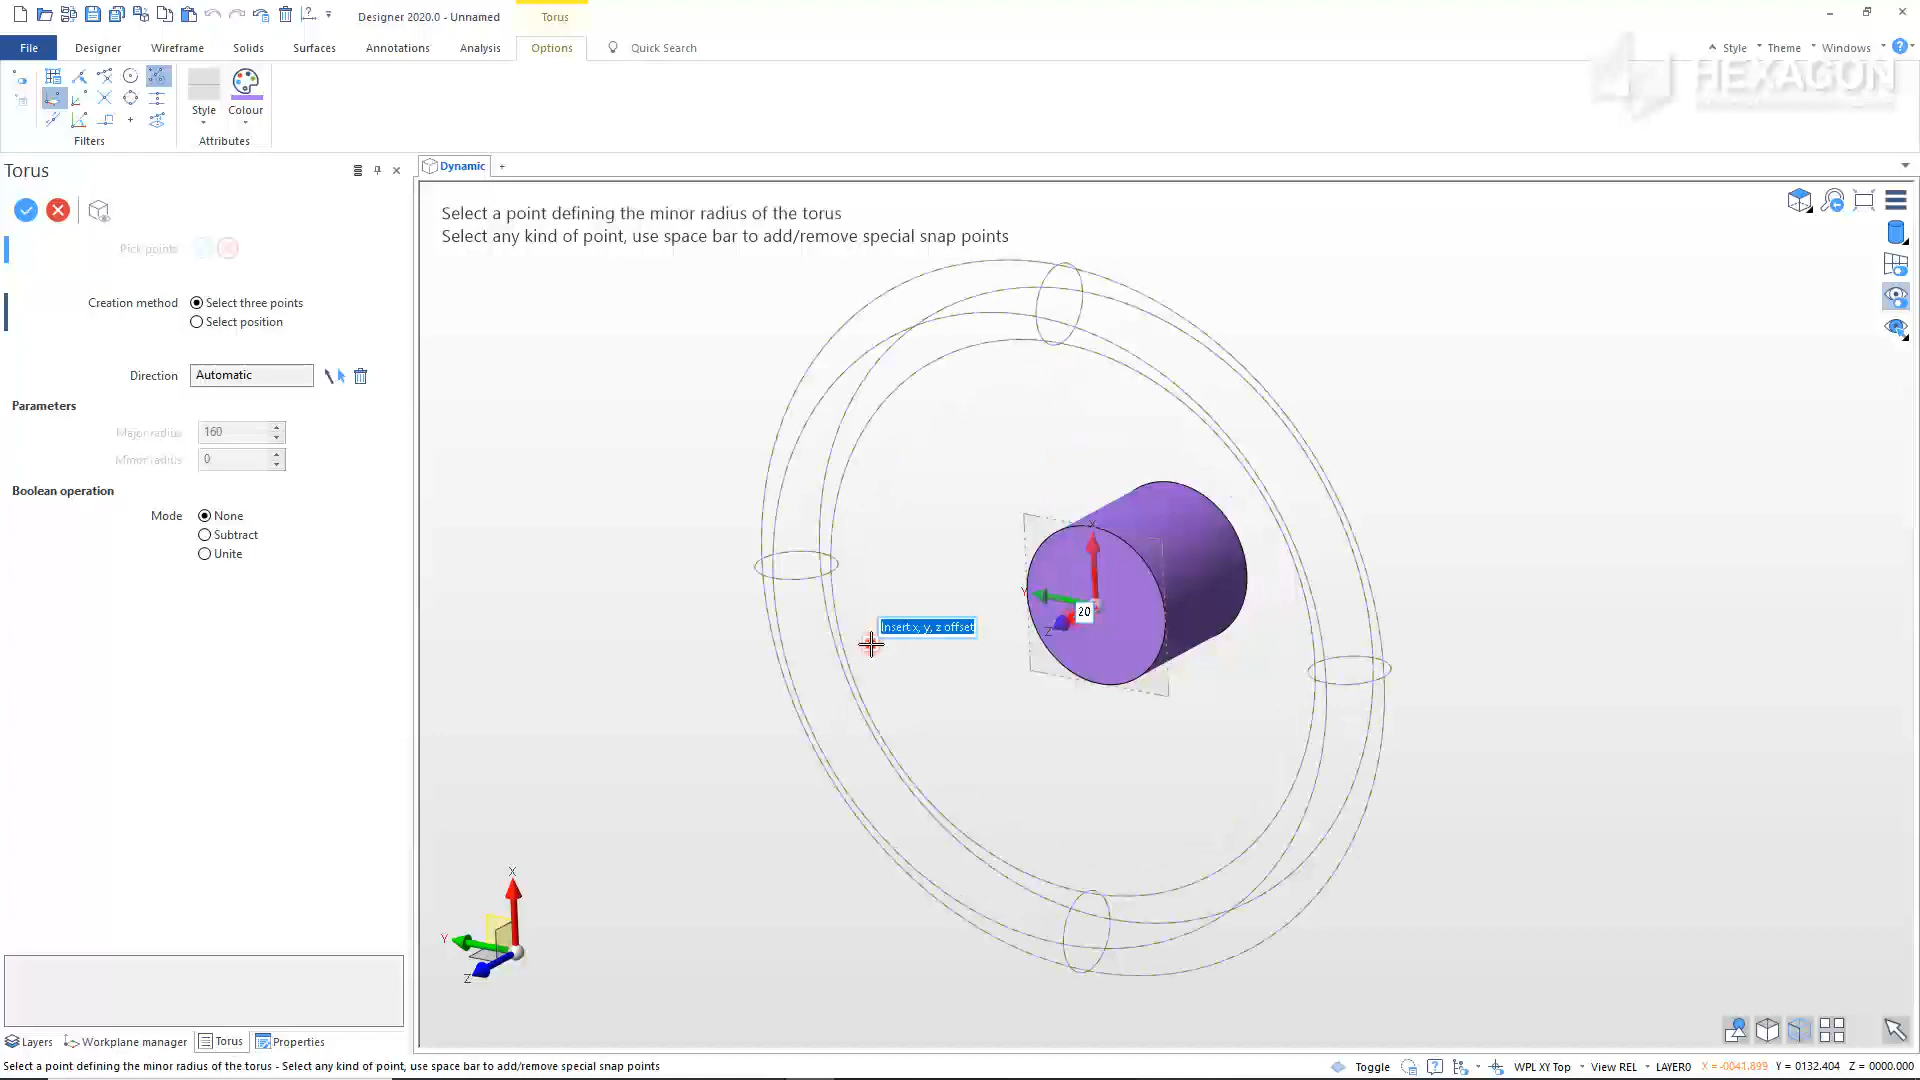 Designer 2020.0 - Unnamed
Torus
File
Designer
Wireframe
Solids
Surfaces
Annotations
Analysis
Options
Quick Search
Style
Theme
Windows
HEXAGON
Style
Colour
Filters
Attributes
Torus
Dynamic
+
Pick points
Creation method
Select three points
Select position
Direction
Automatic
Parameters
Major radius
160
Minor radius
0
Boolean operation
Mode
None
Subtract
Unite
Select a point defining the minor radius of the torus
Select any kind of point, use space bar to add/remove special snap points
X
Y
Z
20
Insert x, y, z offset
X
Y
Z
Layers
Workplane manager
Torus
Properties
Select a point defining the minor radius of the torus - Select any kind of point, use space bar to add/remove special snap points
Toggle
WPL XY Top
View REL
LAYER0
X = -0041.899
Y = 0132.404
Z = 0000.000